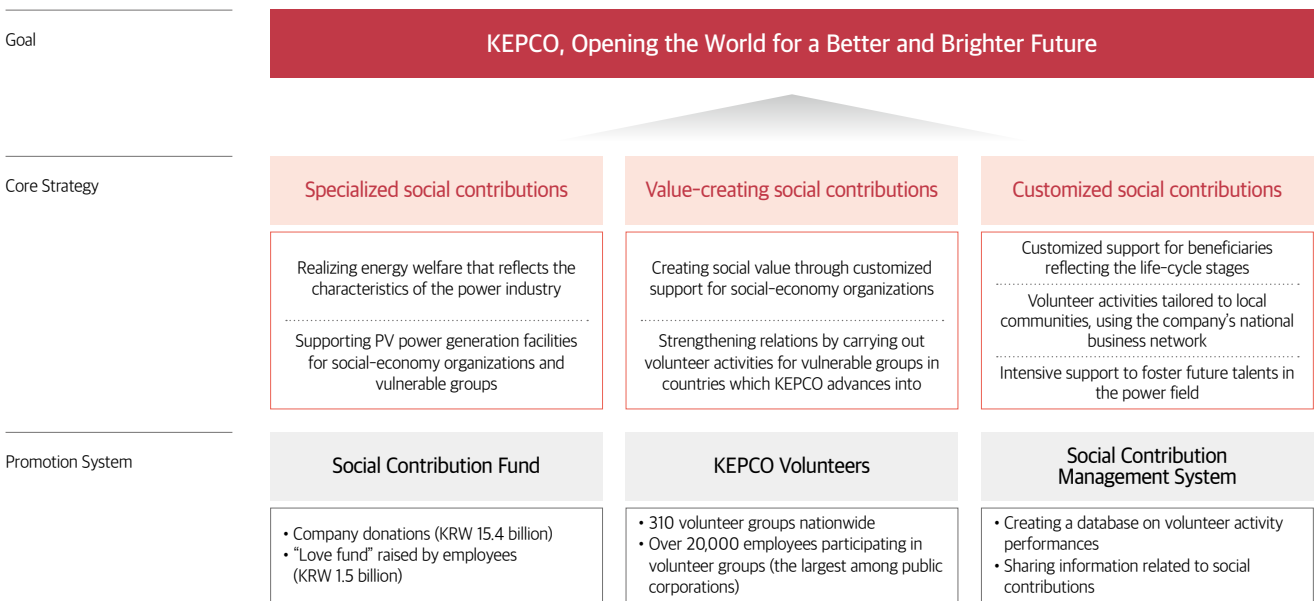 Goal
KEPCO, Opening the World for a Better and Brighter Future
Core Strategy
Specialized social contributions
Realizing energy welfare that reflects the
characteristics of the power industry
Supporting PV power generation facilities
for social-economy organizations and
vulnerable groups
Value-creating social contributions
Creating social value through customized
support for social-economy organizations
Strengthening relations by carrying out
volunteer activities for vulnerable groups in
countries which KEPCO advances into
Customized social contributions
Customized support for beneficiaries
reflecting the life-cycle stages
Volunteer activities tailored to local
communities, using the company's national
business network
Intensive support to foster future talents in
the power field
Promotion System
Social Contribution Fund
• Company donations (KRW 15.4 billion)
• “Love fund” raised by employees
(KRW 1.5 billion)
KEPCO Volunteers
• 310 volunteer groups nationwide
• Over 20,000 employees participating in
volunteer groups (the largest among public
corporations)
Social Contribution
Management System
• Creating a database on volunteer activity
performances
• Sharing information related to social
contributions